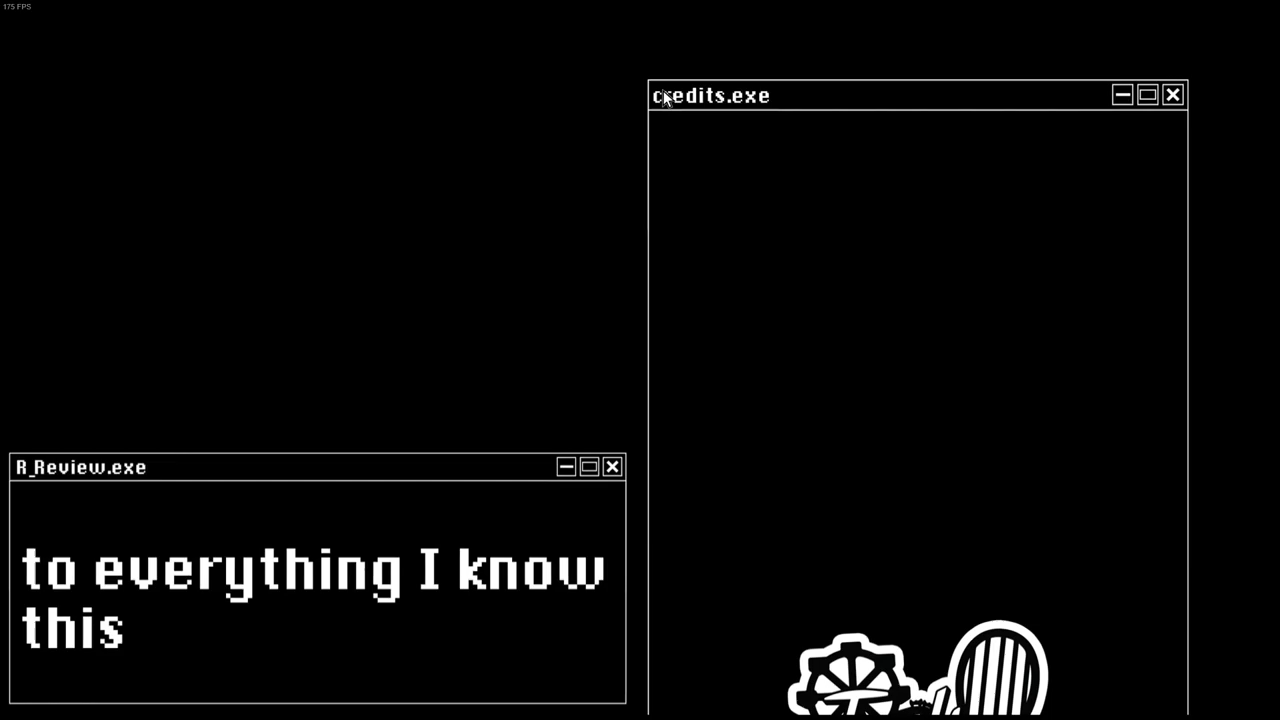 175 FPS
credits.exe
R_Review.exe
to everything I know
this